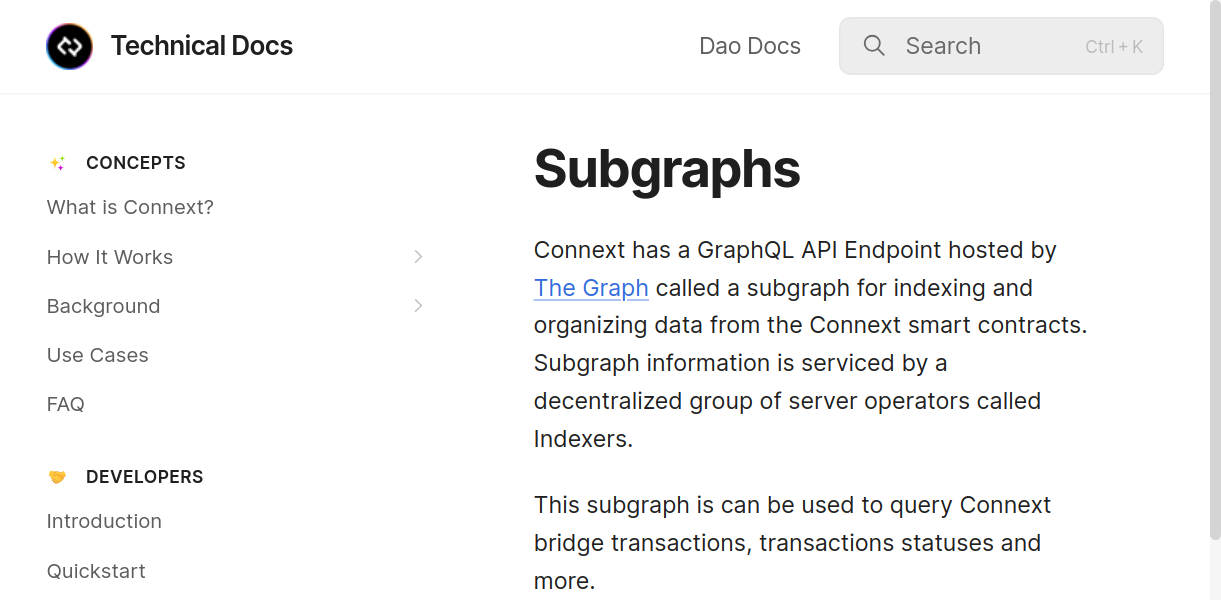 Technical Docs
Dao Docs
Search
Ctrl + K
CONCEPTS
What is Connext?
How It Works
Background
Use Cases
FAQ
DEVELOPERS
Introduction
Quickstart
Subgraphs
Connext has a GraphQL API Endpoint hosted by
The Graph called a subgraph for indexing and
organizing data from the Connext smart contracts.
Subgraph information is serviced by a
decentralized group of server operators called
Indexers.
This subgraph is can be used to query Connext
bridge transactions, transactions statuses and
more.